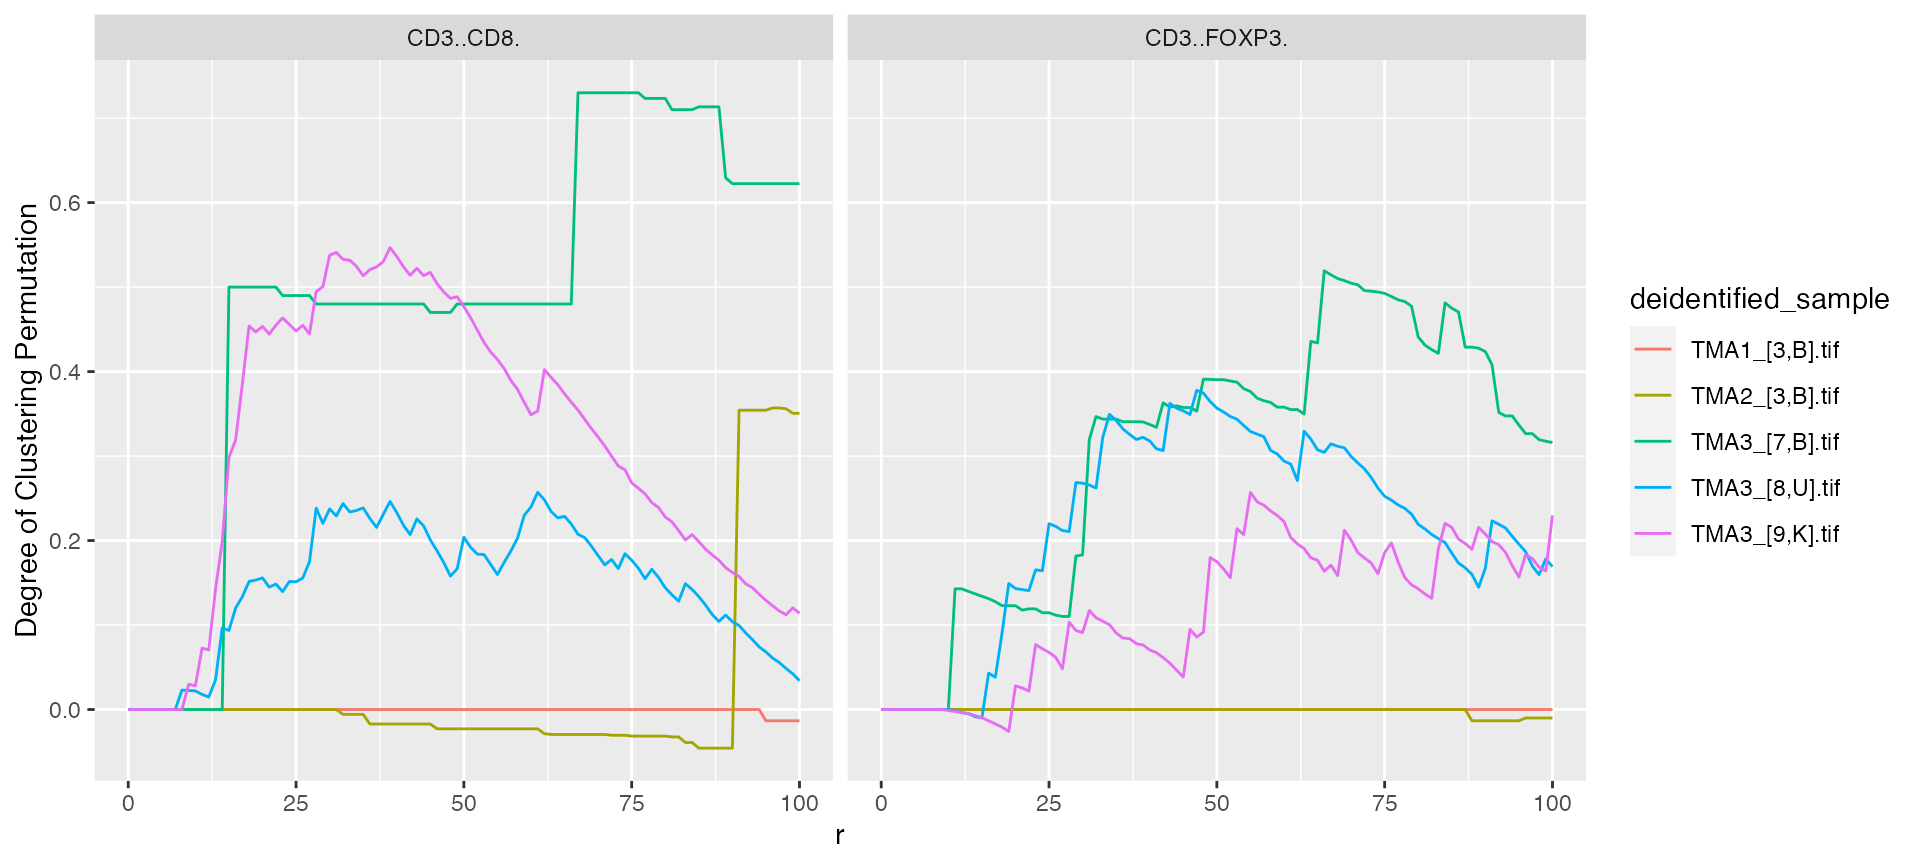 CD3..CD8.
CD3..FOXP3.
Degree of Clustering Permutation
0.6
0.4
0.2
0.0
0 25 50 75 100
0 25 50 75 100
r
deidentified_sample
TMA1_[3,B].tif
TMA2_[3,B].tif
TMA3_[7,B].tif
TMA3_[8,U].tif
TMA3_[9,K].tif